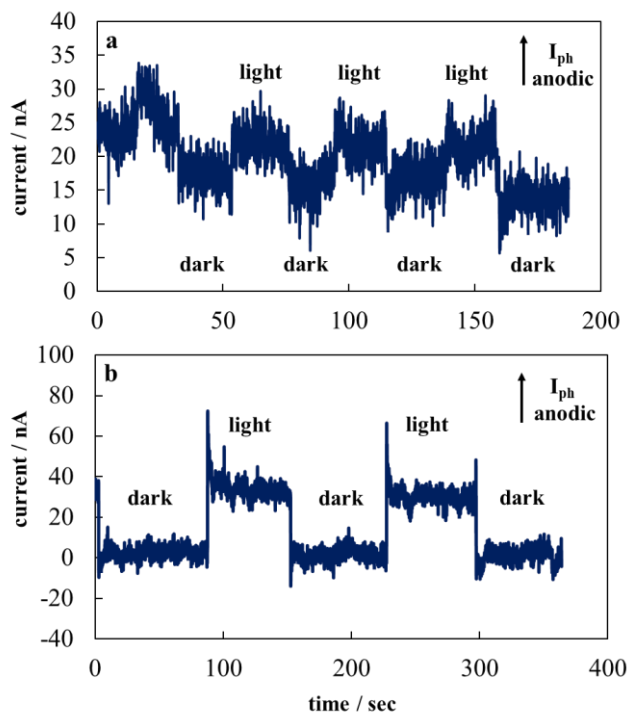 a
I_ph
anodic
light light light
dark dark dark dark
current / nA
40
35
30
25
20
15
10
5
0
0 50 100 150 200
b
I_ph
anodic
light light
dark dark dark
current / nA
100
80
60
40
20
0
-20
-40
0 100 200 300 400
time / sec